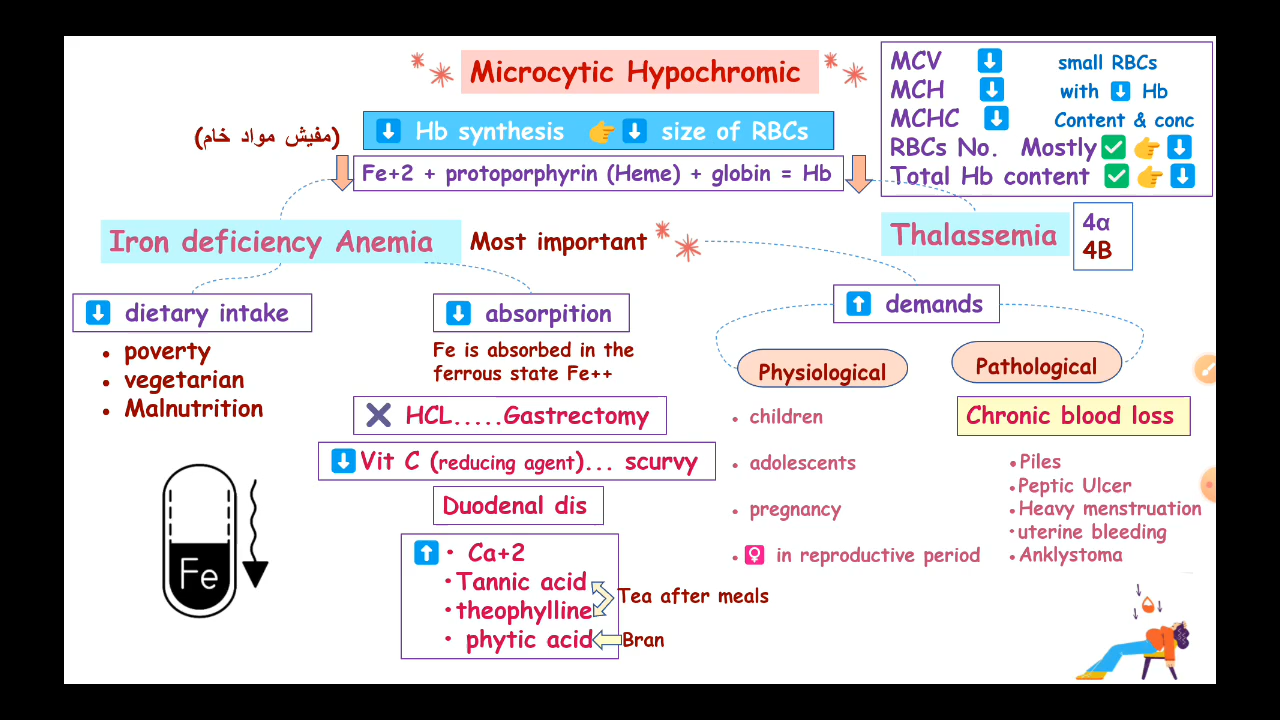 Microcytic Hypochromic
MCV ⬇ small RBCs
MCH ⬇ with ⬇ Hb
MCHC ⬇ Content & conc
RBCs No. Mostly ✅ 👉 ⬇
Total Hb content ✅ 👉 ⬇
(مفيش مواد خام)
⬇ Hb synthesis 👉 ⬇ size of RBCs
Fe+2 + protoporphyrin (Heme) + globin = Hb
Iron deficiency Anemia
Most important
Thalassemia
4α
4B
⬇ dietary intake
• poverty
• vegetarian
• Malnutrition
Fe
⬇ absorpition
Fe is absorbed in the
ferrous state Fe++
❌ HCL.....Gastrectomy
⬇ Vit C (reducing agent)... scurvy
Duodenal dis
⬆ • Ca+2
• Tannic acid
• theophylline
Tea after meals
• phytic acid
Bran
⬆ demands
Physiological
• children
• adolescents
• pregnancy
• ♀ in reproductive period
Pathological
Chronic blood loss
• Piles
• Peptic Ulcer
• Heavy menstruation
• uterine bleeding
• Anklystoma